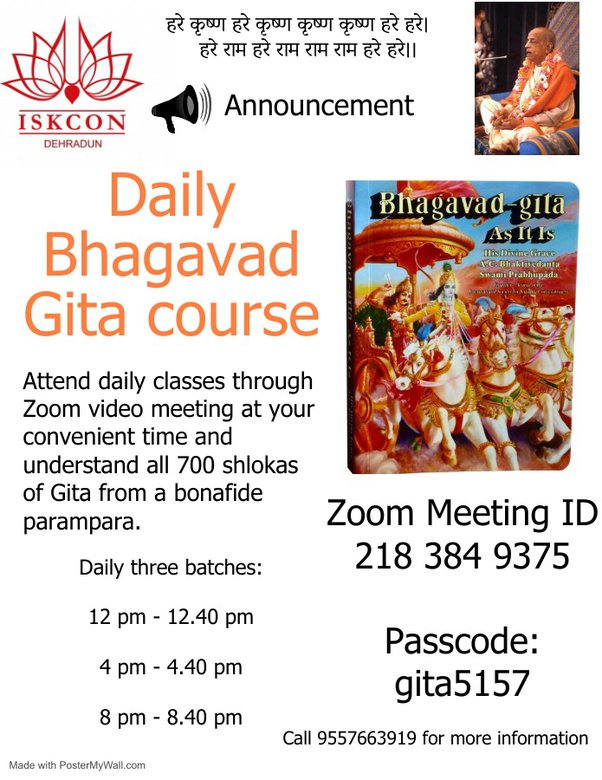 हरे कृष्ण हरे कृष्ण कृष्ण कृष्ण हरे हरे।
हरे राम हरे राम राम राम हरे हरे।।
ISKCON
DEHRADUN
Announcement
Daily
Bhagavad
Gita course
Bhagavad-gītā
As It Is
His Divine Grace
A.C. Bhaktivedanta
Swami Prabhupāda
Attend daily classes through
Zoom video meeting at your
convenient time and
understand all 700 shlokas
of Gita from a bonafide
parampara.
Daily three batches:
12 pm - 12.40 pm
4 pm - 4.40 pm
8 pm - 8.40 pm
Zoom Meeting ID
218 384 9375
Passcode:
gita5157
Call 9557663919 for more information
Made with PosterMyWall.com